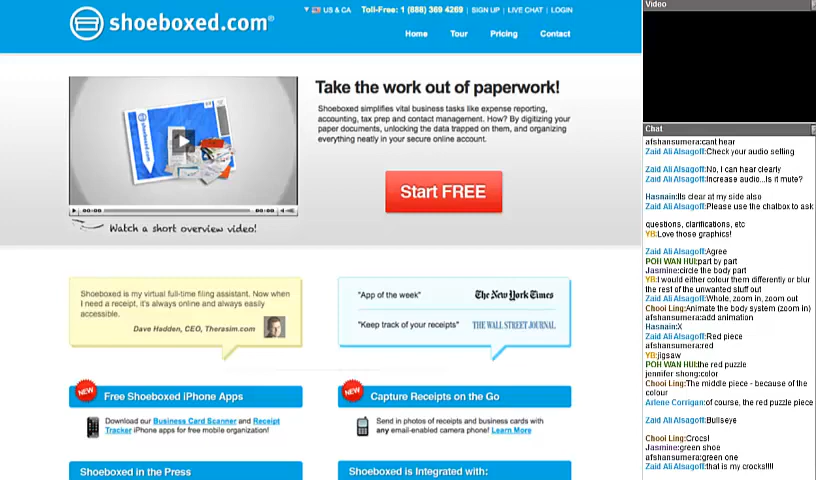 shoeboxed.com®
US & CA Toll-Free: 1 (888) 369 4269 | SIGN UP | LIVE CHAT | LOGIN
Home Tour Pricing Contact
shoeboxed.com
00:00 00:00
Watch a short overview video!
Take the work out of paperwork!
Shoeboxed simplifies vital business tasks like expense reporting,
accounting, tax prep and contact management. How? By digitizing your
paper documents, unlocking the data trapped on them, and organizing
everything neatly in your secure online account.
Start FREE
Shoeboxed is my virtual full-time filing assistant. Now when
I need a receipt, it's always online and always easily
accessible.
Dave Hadden, CEO, Therasim.com
"App of the week" The New York Times
"Keep track of your receipts" THE WALL STREET JOURNAL
NEW
Free Shoeboxed iPhone Apps
Download our Business Card Scanner and Receipt
Tracker iPhone apps for free mobile organization!
NEW
Capture Receipts on the Go
Send in photos of receipts and business cards with
any email-enabled camera phone! Learn More
Shoeboxed in the Press
Shoeboxed is Integrated with:
Video
Chat
afshansumera:cant hear
Zaid Ali Alsagoff:Check your audio setting
Zaid Ali Alsagoff:No, I can hear clearly
Zaid Ali Alsagoff:Increase audio...Is it mute?
Hasnain:Its clear at my side also
Zaid Ali Alsagoff:Please use the chatbox to ask
questions, clarifications, etc
YB:Love those graphics!
Zaid Ali Alsagoff:Agree
POH WAN HUI:part by part
Jasmine:circle the body part
YB:I would either colour them differently or blur
the rest of the unwanted stuff out
Zaid Ali Alsagoff:Whole, zoom in, zoom out
Chooi Ling:Animate the body system (zoom in)
afshansumera:add animation
Hasnain:X
Zaid Ali Alsagoff:Red piece
afshansumera:red
YB:jigsaw
POH WAN HUI:the red puzzle
jennifer shong:color
Chooi Ling:The middle piece - because of the
colour
Arlene Corrigan:of course, the red puzzle piece
Zaid Ali Alsagoff:Bullseye
Chooi Ling:Crocs!
Jasmine:green shoe
afshansumera:green one
Zaid Ali Alsagoff:that is my crocks!!!!